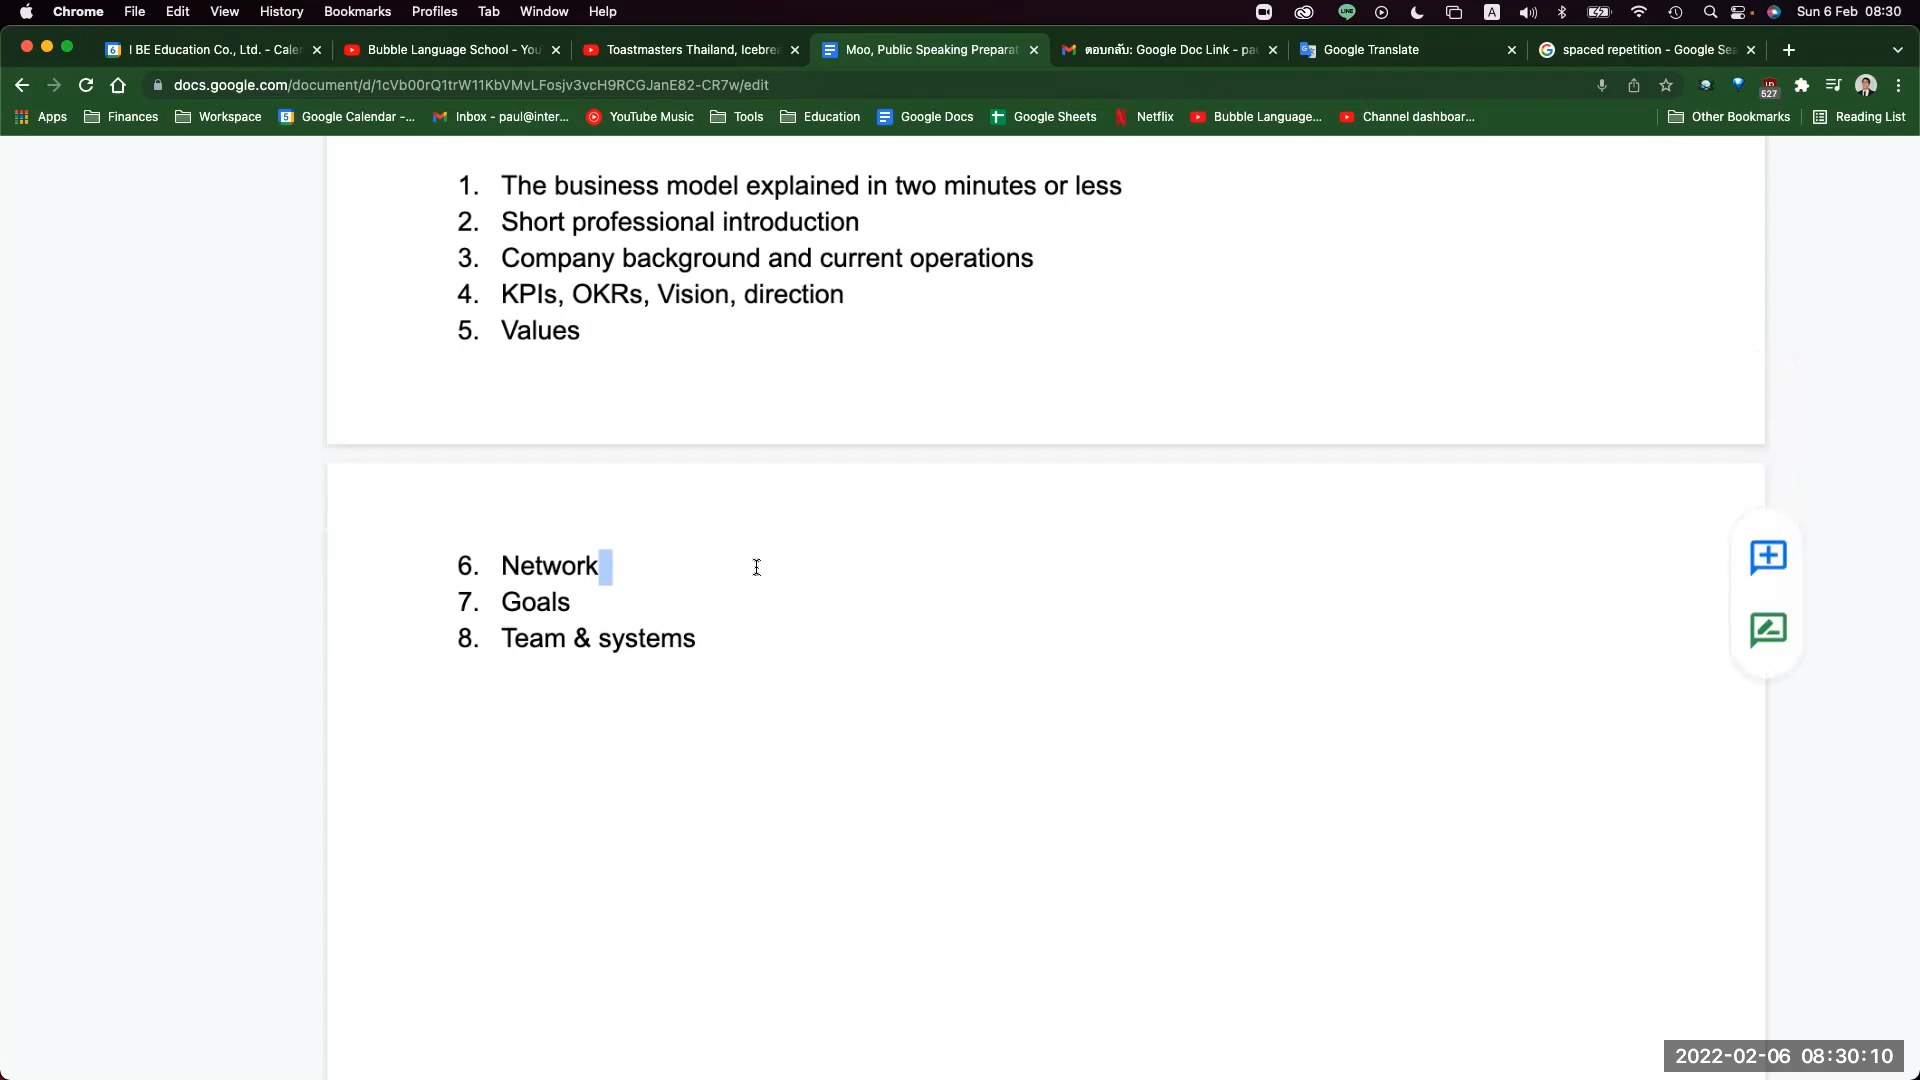 Chrome File Edit View History Bookmarks Profiles Tab Window Help A Sun 6 Feb 08:30
6 I BE Education Co., Ltd. - Caler
Bubble Language School - You
Toastmasters Thailand, Icebrea
Moo, Public Speaking Preparat
ตอบกลับ: Google Doc Link - pau
Google Translate
spaced repetition - Google Sea
docs.google.com/document/d/1cVb00rQ1trW11KbVMvLFosjv3vcH9RCGJanE82-CR7w/edit
527
Apps Finances Workspace 5 Google Calendar -... Inbox - paul@inter... YouTube Music Tools Education Google Docs Google Sheets Netflix Bubble Language... Channel dashboar... Other Bookmarks Reading List
1. The business model explained in two minutes or less
2. Short professional introduction
3. Company background and current operations
4. KPIs, OKRs, Vision, direction
5. Values
6. Network
7. Goals
8. Team & systems
2022-02-06 08:30:10